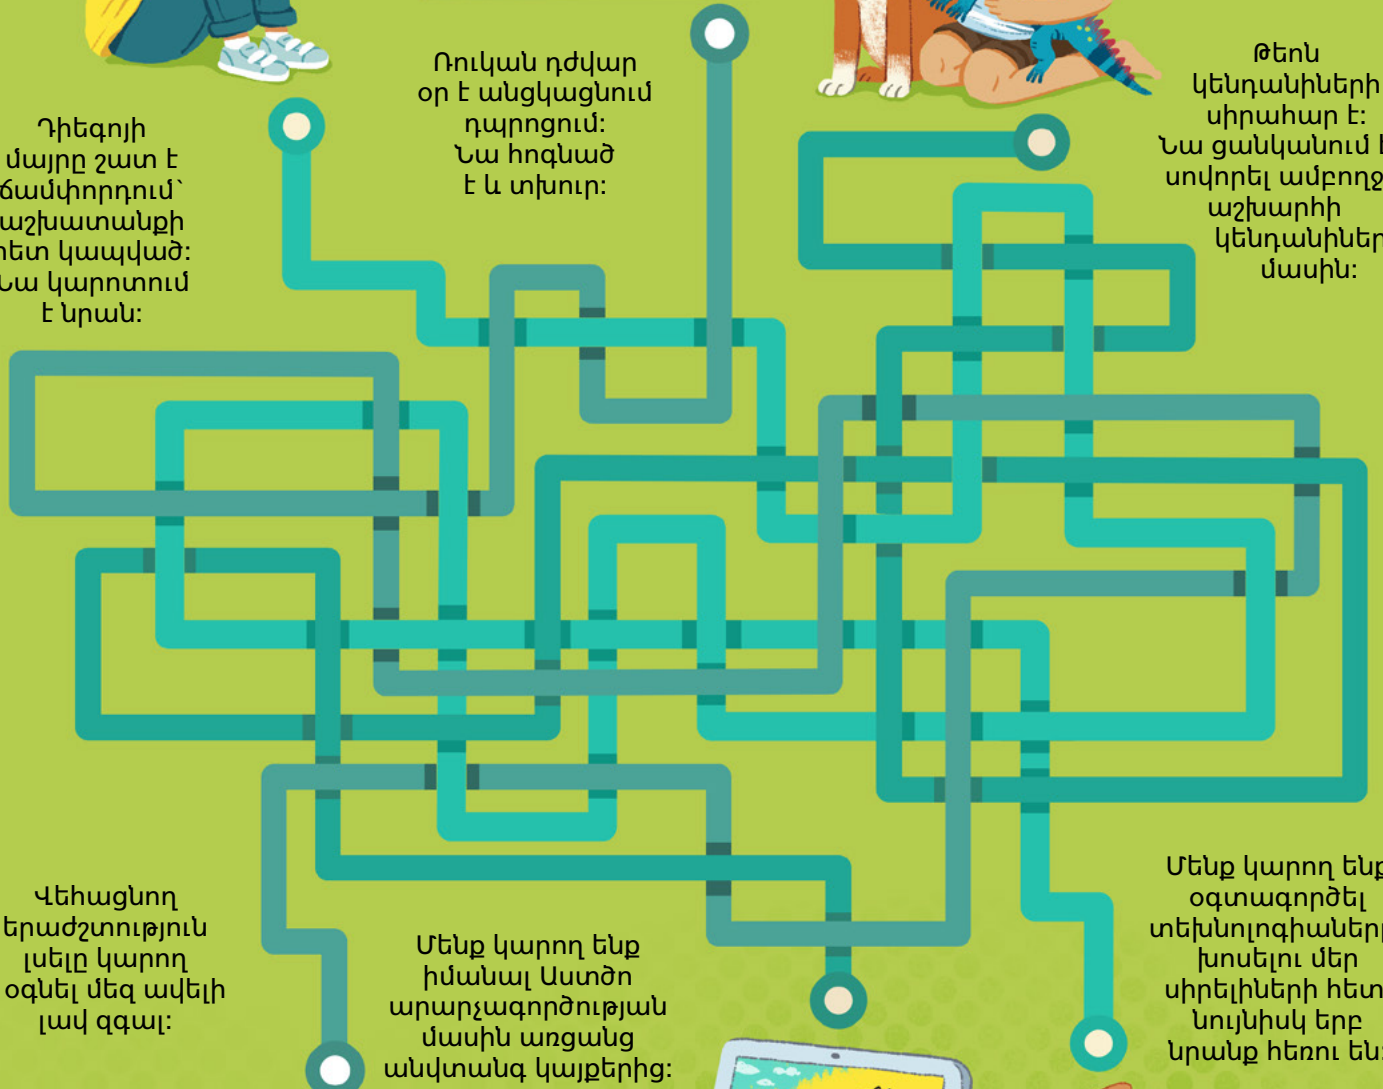 Դիեգոյի
մայրը շատ է
ճամփորդում՝
աշխատանքի
հետ կապված:
Նա կարոտում
է նրան:
Ռուկան դժվար
օր է անցկացնում
դպրոցում:
Նա հոգնած
է և տխուր:
Թեոն
կենդանիների
սիրահար է:
Նա ցանկանում է
սովորել ամբողջ
աշխարհի
կենդանիների
մասին:
Վեհացնող
երաժշտություն
լսելը կարող
օգնել մեզ ավելի
լավ զգալ:
Մենք կարող ենք
իմանալ Աստծո
արարչագործության
մասին առցանց
անվտանգ կայքերից:
Մենք կարող ենք
օգտագործել
տեխնոլոգիաները
խոսելու մեր
սիրելիների հետ
նույնիսկ երբ
նրանք հեռու են: